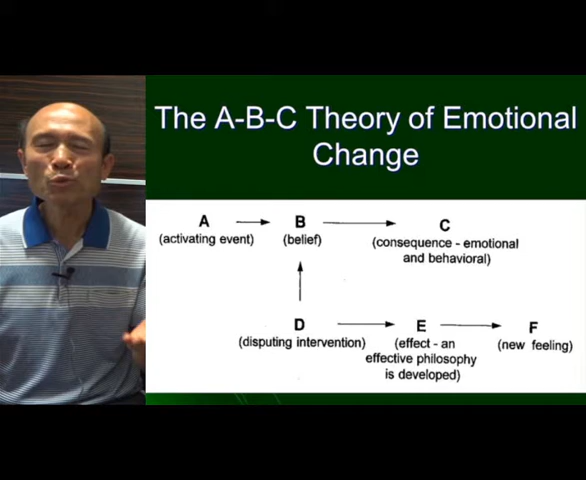 The A-B-C Theory of Emotional
Change
A B C
(activating event) (belief) (consequence - emotional
and behavioral)
D E F
(disputing intervention) (effect - an (new feeling)
effective philosophy
is developed)